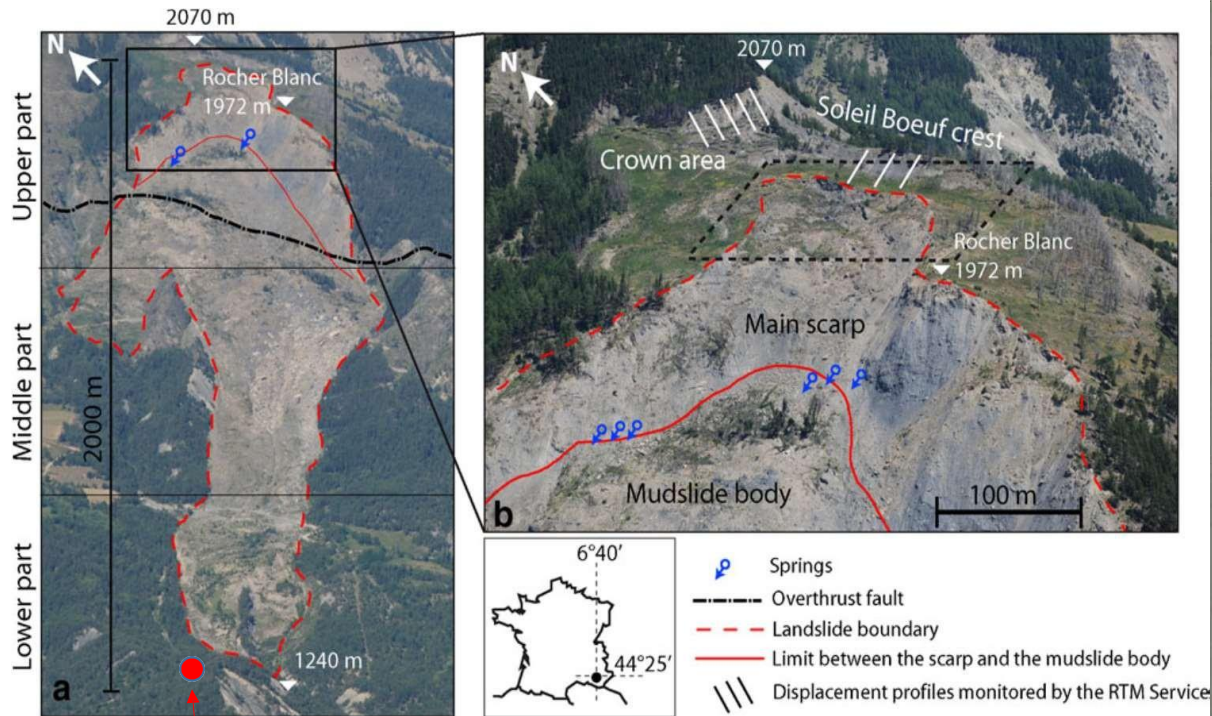 2070 m
N
Rocher Blanc
1972 m
Upper part
Middle part
Lower part
2000 m
1240 m
a
N
2070 m
Soleil Boeuf crest
Crown area
Rocher Blanc
1972 m
Main scarp
Mudslide body
100 m
b
6°40'
44°25'
Springs
Overthrust fault
Landslide boundary
Limit between the scarp and the mudslide body
Displacement profiles monitored by the RTM Service